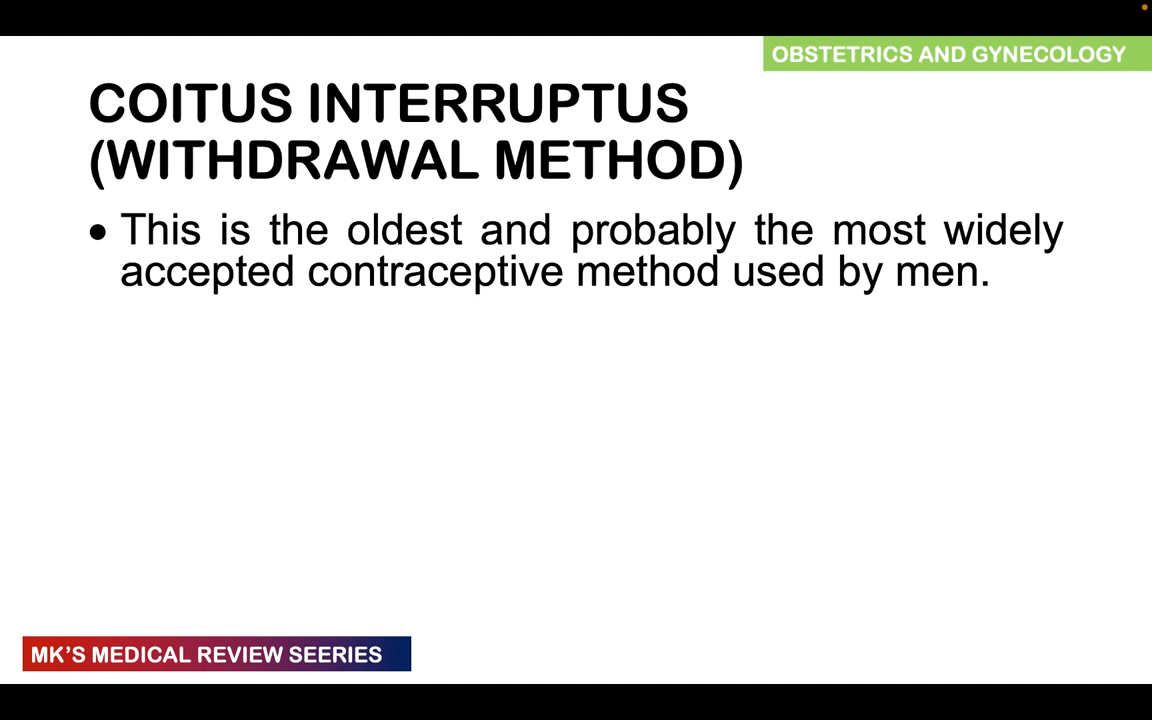 OBSTETRICS AND GYNECOLOGY
COITUS INTERRUPTUS
(WITHDRAWAL METHOD)
• This is the oldest and probably the most widely
accepted contraceptive method used by men.
MK'S MEDICAL REVIEW SEERIES